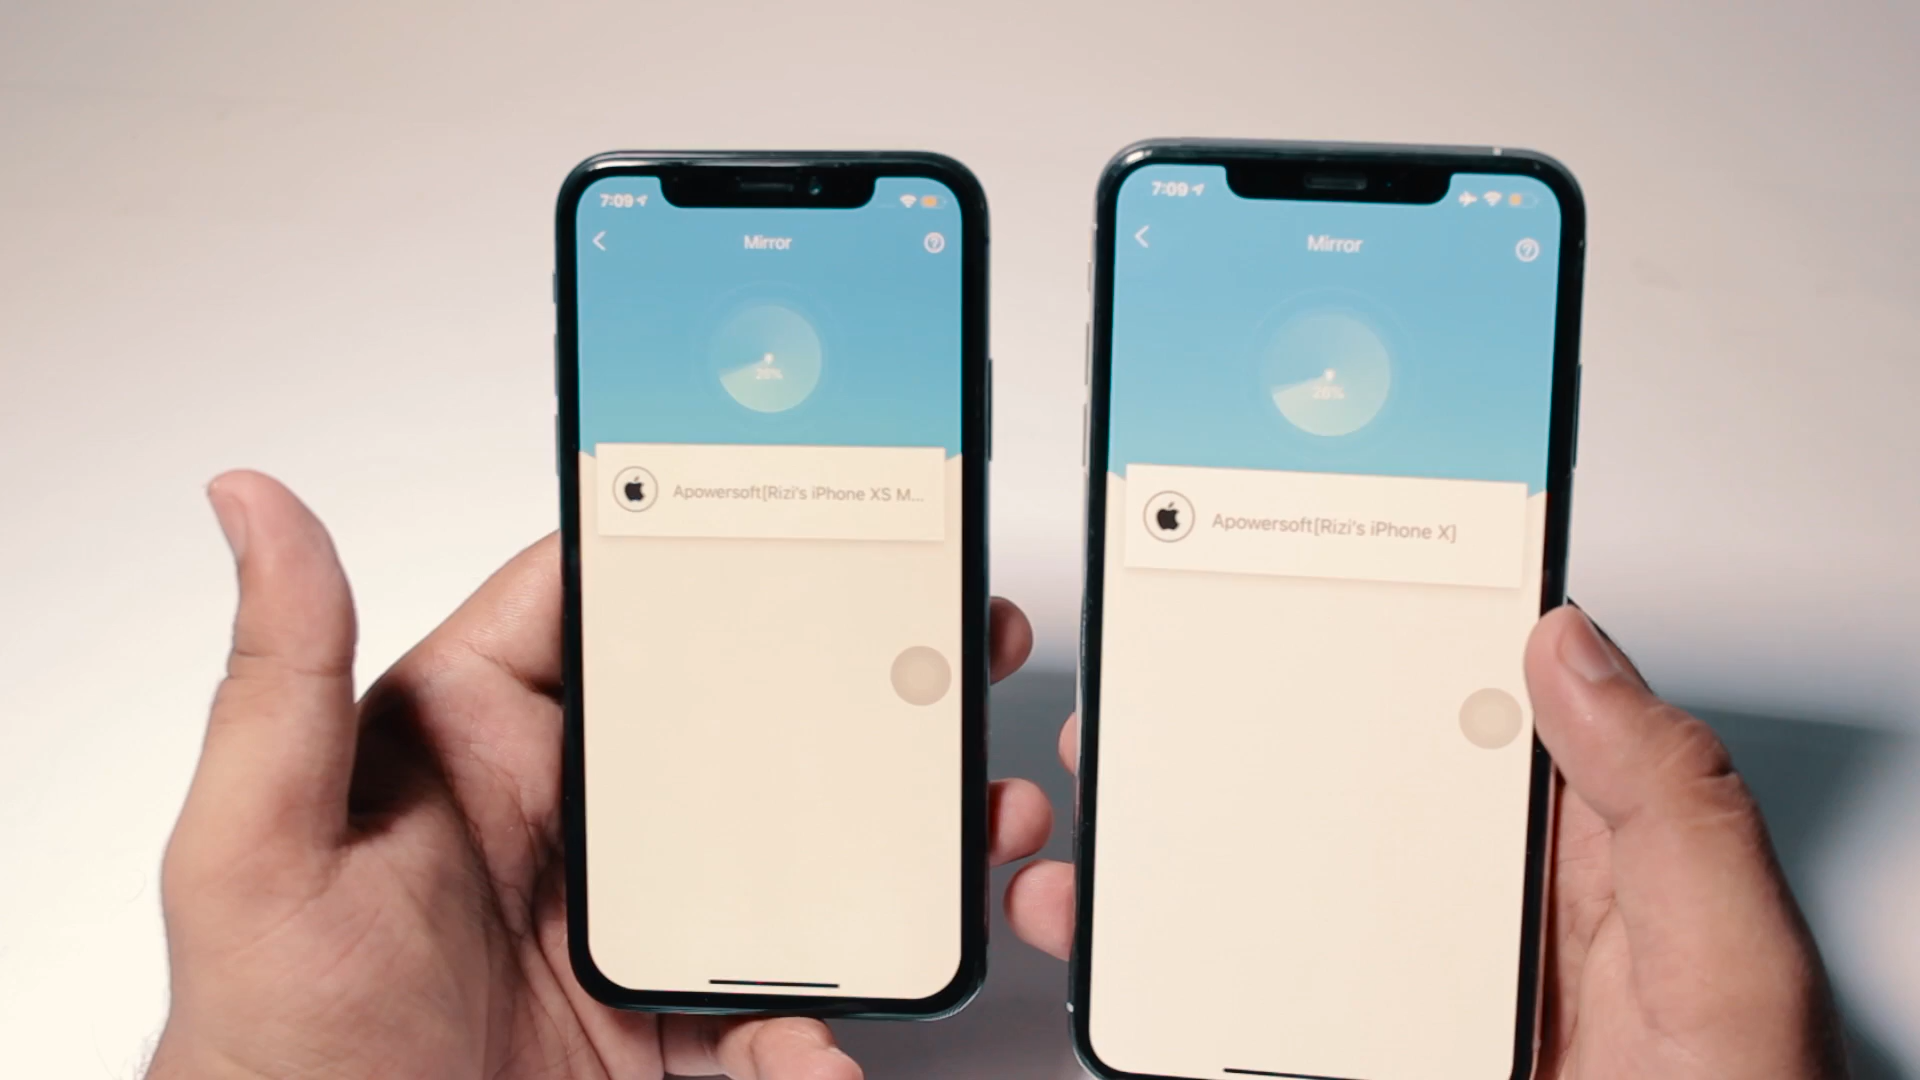 7:09
Mirror
Apowersoft[Rizi's iPhone XS M...
7:09
Mirror
Apowersoft[Rizi's iPhone X]